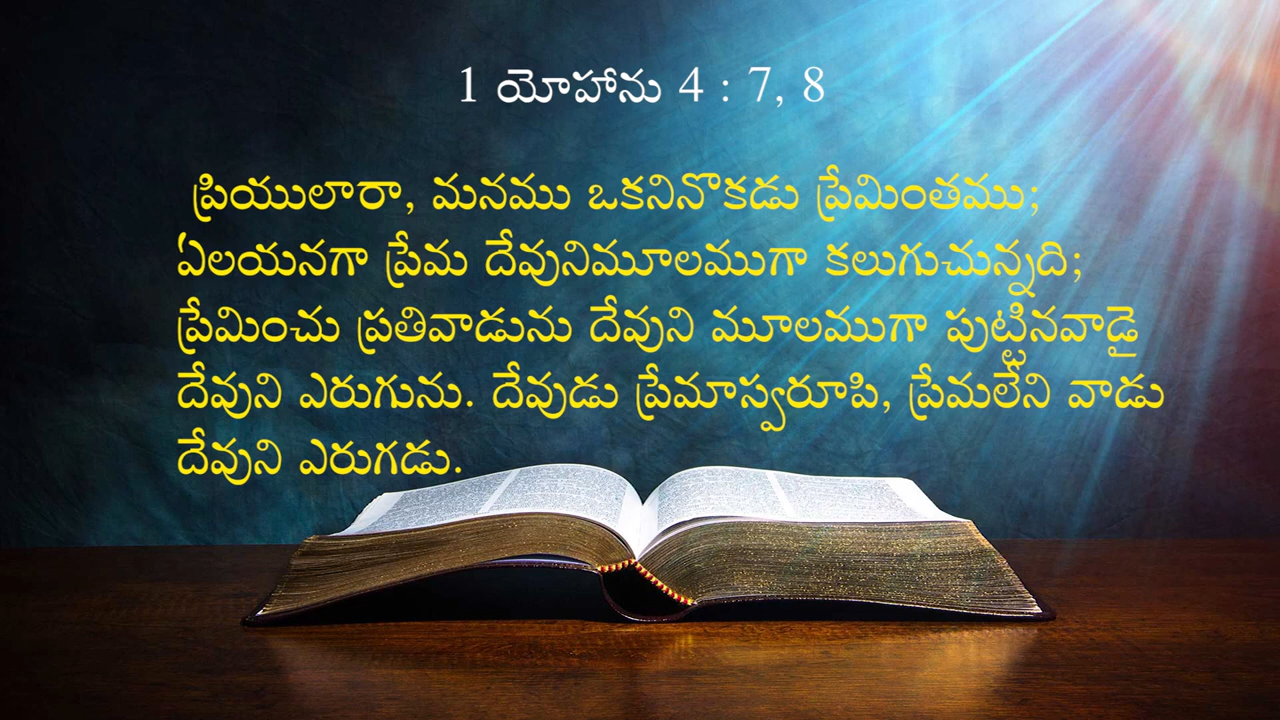 1 యోహాను 4 : 7, 8
ప్రియులారా, మనము ఒకనినొకడు ప్రేమింతము;
ఏలయనగా ప్రేమ దేవునిమూలముగా కలుగుచున్నది;
ప్రేమించు ప్రతివాడును దేవుని మూలముగా పుట్టినవాడై
దేవుని ఎరుగును. దేవుడు ప్రేమాస్వరూపి, ప్రేమలేని వాడు
దేవుని ఎరుగడు.